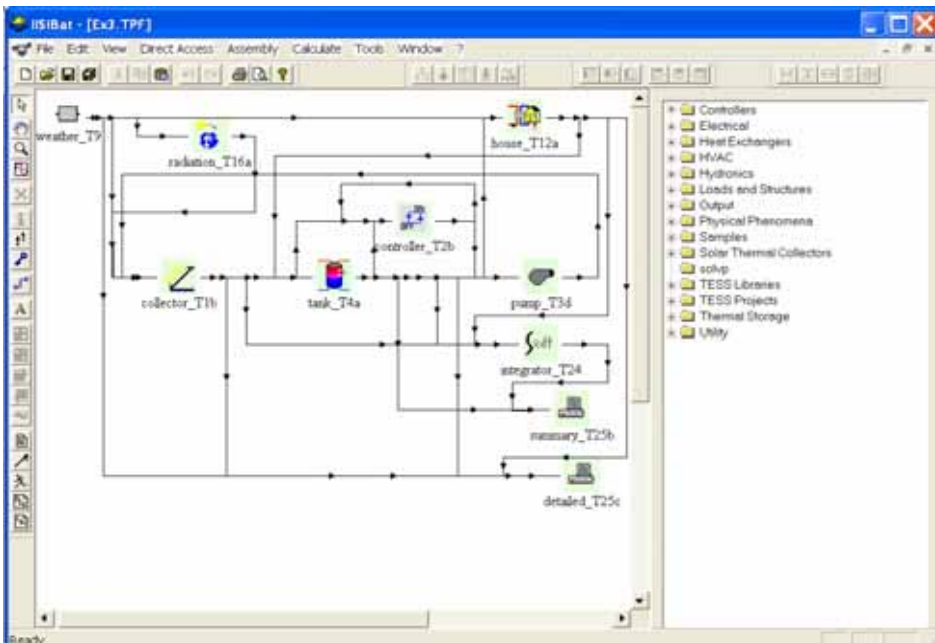 IISiBat - [Ex3.TPF]
File Edit View Direct Access Assembly Calculate Tools Window ?
weather_T9
radiation_T16a
house_T12a
controller_T2b
collector_T1b
tank_T4a
pump_T3d
integrator_T24
summary_T25b
detailed_T25c
Controllers
Electrical
Heat Exchangers
HVAC
Hydronics
Loads and Structures
Output
Physical Phenomena
Samples
Solar Thermal Collectors
solvp
TESS Libraries
TESS Projects
Thermal Storage
Utility
Ready